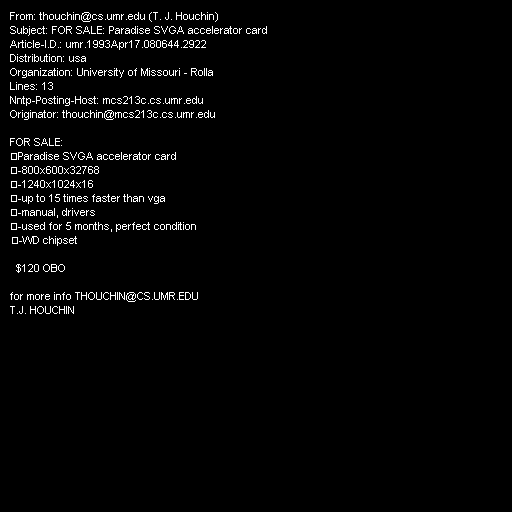 From: thouchin@cs.umr.edu (T. J. Houchin)
Subject: FOR SALE: Paradise SVGA accelerator card
Article-I.D.: umr.1993Apr17.080644.2922
Distribution: usa
Organization: University of Missouri - Rolla
Lines: 13
Nntp-Posting-Host: mcs213c.cs.umr.edu
Originator: thouchin@mcs213c.cs.umr.edu

FOR SALE:
▯Paradise SVGA accelerator card
▯-800x600x32768
▯-1240x1024x16
▯-up to 15 times faster than vga
▯-manual, drivers
▯-used for 5 months, perfect condition
▯-WD chipset

$120 OBO

for more info THOUCHIN@CS.UMR.EDU
T.J. HOUCHIN